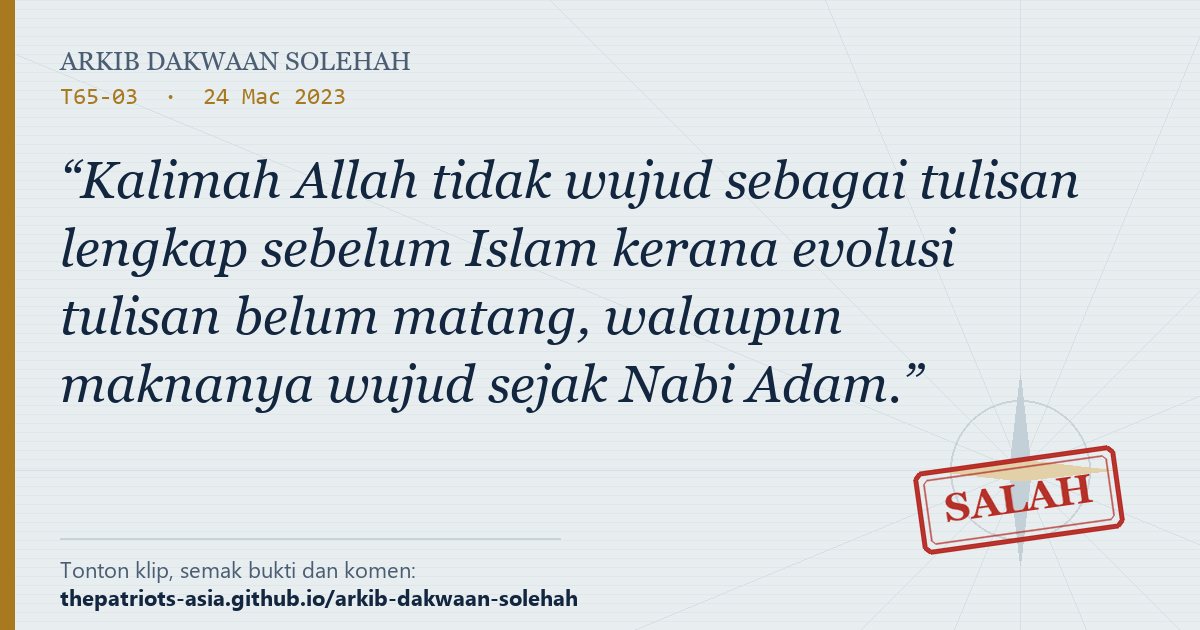 ARKIB DAKWAAN SOLEHAH
T65-03 · 24 Mac 2023
“Kalimah Allah tidak wujud sebagai tulisan
lengkap sebelum Islam kerana evolusi
tulisan belum matang, walaupun
maknanya wujud sejak Nabi Adam.”
SALAH
Tonton klip, semak bukti dan komen:
thepatriots-asia.github.io/arkib-dakwaan-solehah